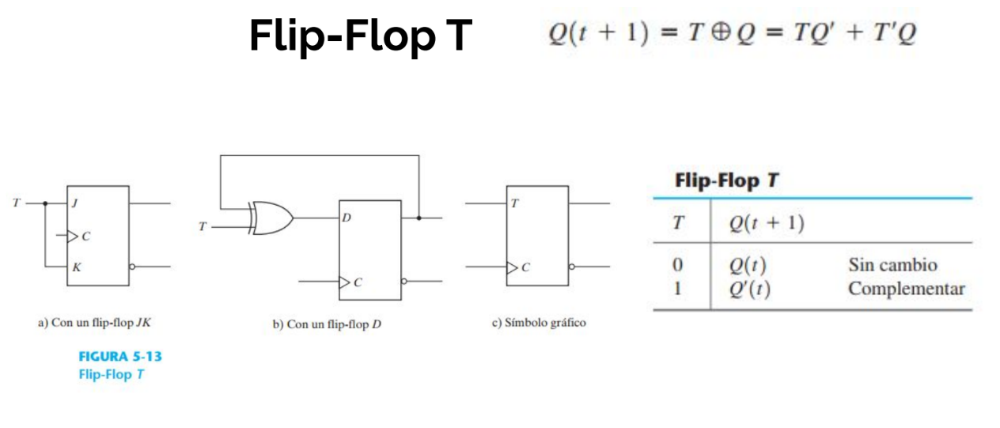 Flip-Flop T
Q(t + 1) = T ⊕ Q = TQ' + T'Q
T
J
C
K
a) Con un flip-flop JK
T
D
C
b) Con un flip-flop D
T
C
c) Símbolo gráfico
FIGURA 5-13
Flip-Flop T
Flip-Flop T
T Q(t + 1)
0 Q(t) Sin cambio
1 Q'(t) Complementar